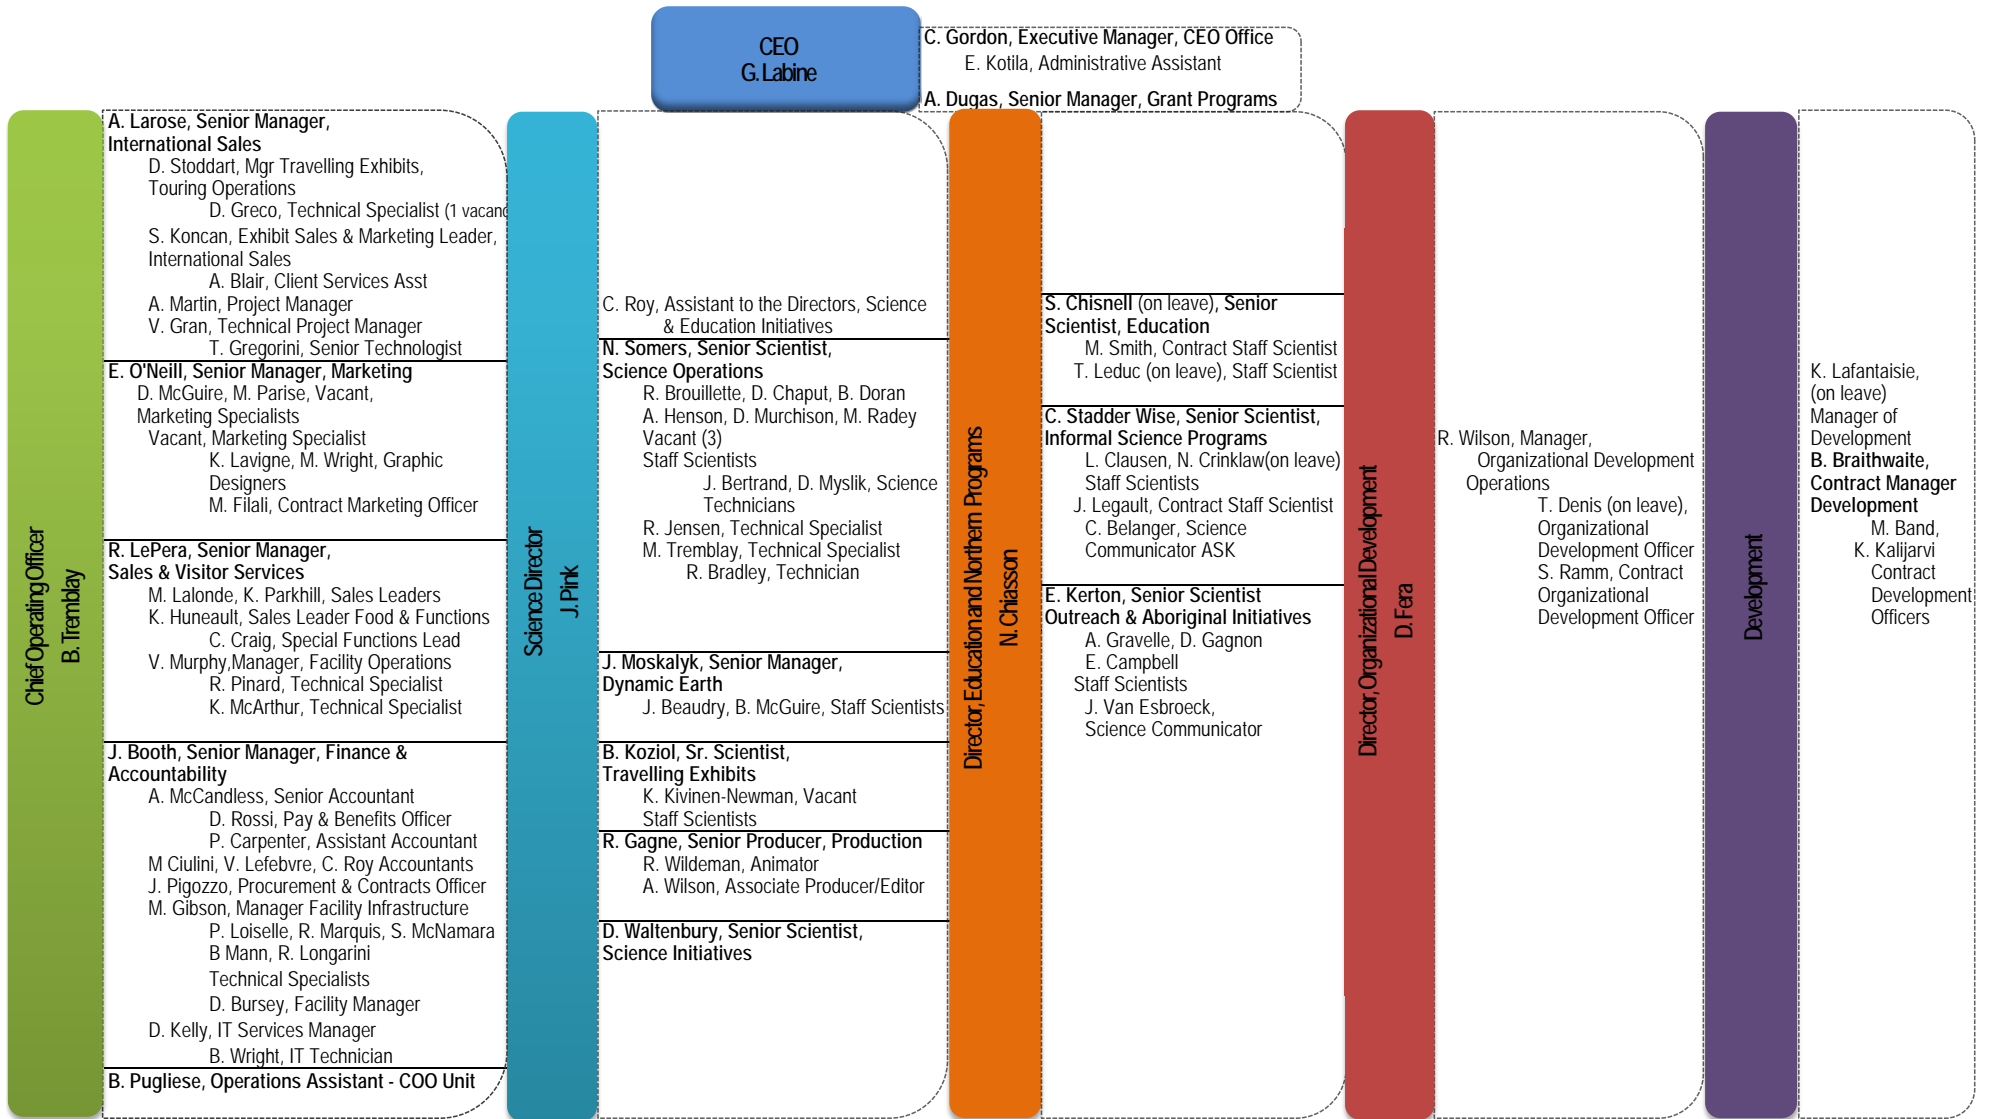 CEO
G. Labine
C. Gordon, Executive Manager, CEO Office
E. Kotila, Administrative Assistant
A. Dugas, Senior Manager, Grant Programs
Chief Operating Officer
B. Tremblay
A. Larose, Senior Manager,
International Sales
D. Stoddart, Mgr Travelling Exhibits,
Touring Operations
D. Greco, Technical Specialist (1 vacanc
S. Koncan, Exhibit Sales & Marketing Leader,
International Sales
A. Blair, Client Services Asst
A. Martin, Project Manager
V. Gran, Technical Project Manager
T. Gregorini, Senior Technologist
E. O'Neill, Senior Manager, Marketing
D. McGuire, M. Parise, Vacant,
Marketing Specialists
Vacant, Marketing Specialist
K. Lavigne, M. Wright, Graphic
Designers
M. Filali, Contract Marketing Officer
R. LePera, Senior Manager,
Sales & Visitor Services
M. Lalonde, K. Parkhill, Sales Leaders
K. Huneault, Sales Leader Food & Functions
C. Craig, Special Functions Lead
V. Murphy,Manager, Facility Operations
R. Pinard, Technical Specialist
K. McArthur, Technical Specialist
J. Booth, Senior Manager, Finance &
Accountability
A. McCandless, Senior Accountant
D. Rossi, Pay & Benefits Officer
P. Carpenter, Assistant Accountant
M Ciulini, V. Lefebvre, C. Roy Accountants
J. Pigozzo, Procurement & Contracts Officer
M. Gibson, Manager Facility Infrastructure
P. Loiselle, R. Marquis, S. McNamara
B Mann, R. Longarini
Technical Specialists
D. Bursey, Facility Manager
D. Kelly, IT Services Manager
B. Wright, IT Technician
B. Pugliese, Operations Assistant - COO Unit
Science Director
J. Pink
C. Roy, Assistant to the Directors, Science
& Education Initiatives
N. Somers, Senior Scientist,
Science Operations
R. Brouillette, D. Chaput, B. Doran
A. Henson, D. Murchison, M. Radey
Vacant (3)
Staff Scientists
J. Bertrand, D. Myslik, Science
Technicians
R. Jensen, Technical Specialist
M. Tremblay, Technical Specialist
R. Bradley, Technician
J. Moskalyk, Senior Manager,
Dynamic Earth
J. Beaudry, B. McGuire, Staff Scientists
B. Koziol, Sr. Scientist,
Travelling Exhibits
K. Kivinen-Newman, Vacant
Staff Scientists
R. Gagne, Senior Producer, Production
R. Wildeman, Animator
A. Wilson, Associate Producer/Editor
D. Waltenbury, Senior Scientist,
Science Initiatives
Director, Education and Northern Programs
N. Chiasson
S. Chisnell (on leave), Senior
Scientist, Education
M. Smith, Contract Staff Scientist
T. Leduc (on leave), Staff Scientist
C. Stadder Wise, Senior Scientist,
Informal Science Programs
L. Clausen, N. Crinklaw(on leave)
Staff Scientists
J. Legault, Contract Staff Scientist
C. Belanger, Science
Communicator ASK
E. Kerton, Senior Scientist
Outreach & Aboriginal Initiatives
A. Gravelle, D. Gagnon
E. Campbell
Staff Scientists
J. Van Esbroeck,
Science Communicator
Director, Organizational Development
D. Fera
R. Wilson, Manager,
Organizational Development
Operations
T. Denis (on leave),
Organizational
Development Officer
S. Ramm, Contract
Organizational
Development Officer
Development
K. Lafantaisie,
(on leave)
Manager of
Development
B. Braithwaite,
Contract Manager
Development
M. Band,
K. Kalijarvi
Contract
Development
Officers